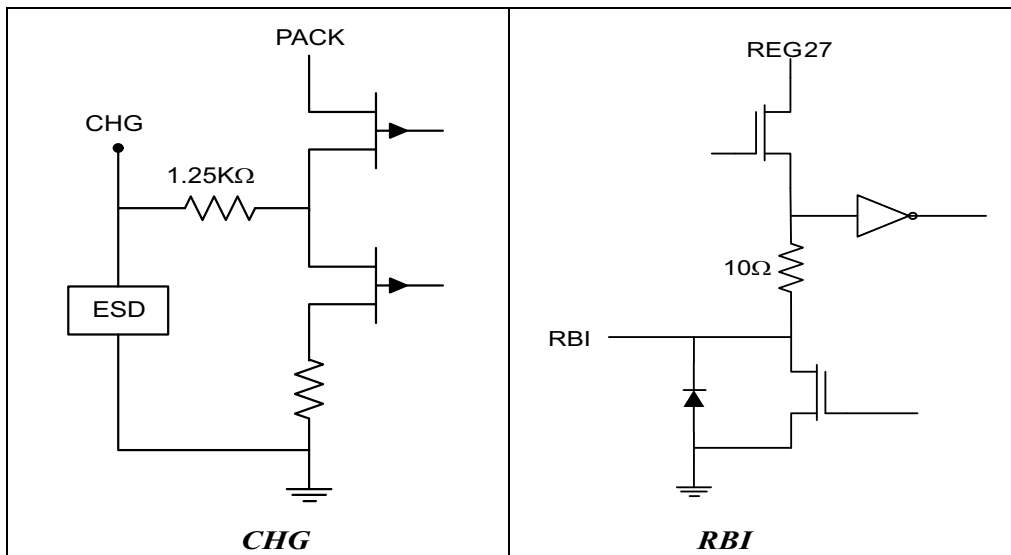 PACK
CHG
1.25KΩ
ESD
CHG
REG27
10Ω
RBI
RBI